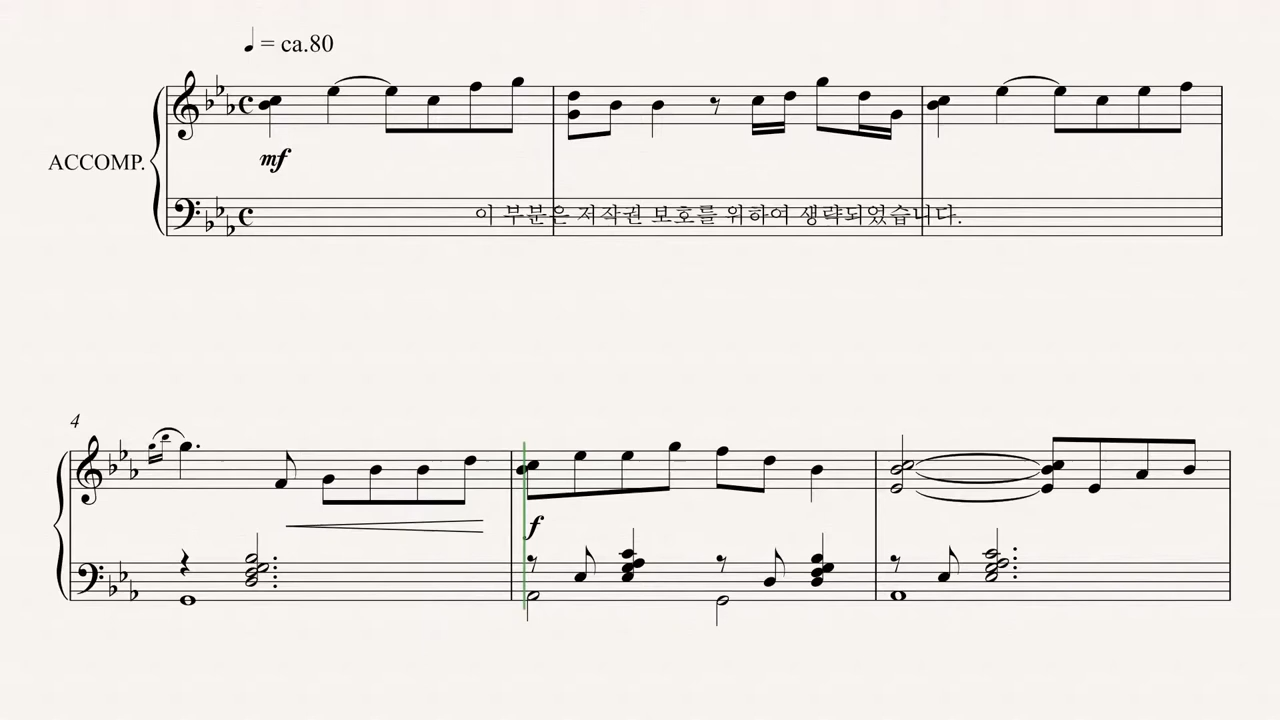 ♩ = ca.80
mf
ACCOMP.
이 부분은 저작권 보호를 위하여 생략되었습니다.
4
f